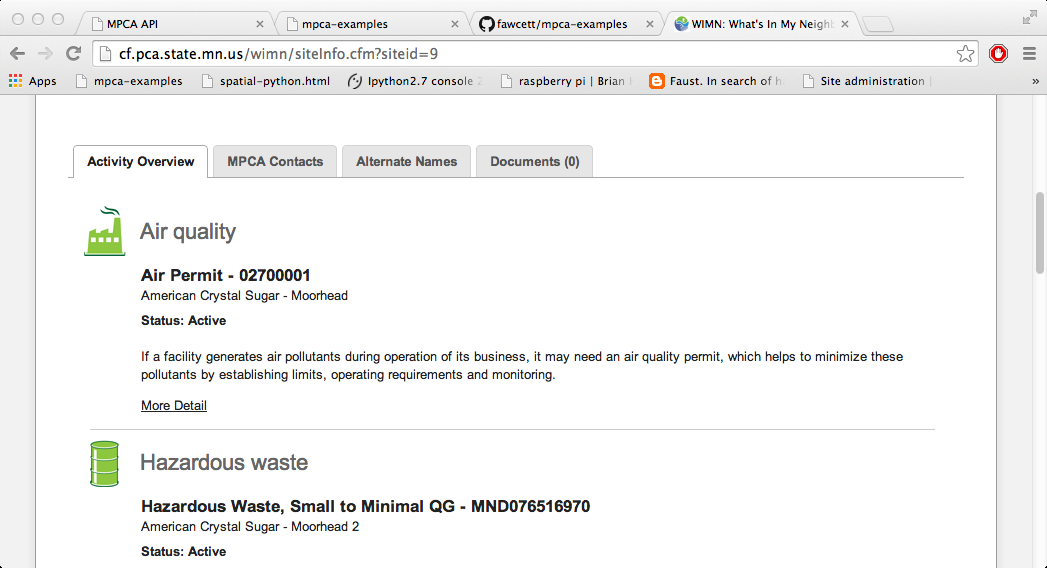 MPCA API
mpca-examples
fawcett/mpca-examples
WIMN: What's In My Neigh
cf.pca.state.mn.us/wimn/siteInfo.cfm?siteid=9
Apps
mpca-examples
spatial-python.html
Ipython2.7 console
raspberry pi | Brian
Faust. In search of
Site administration |
»
Activity Overview
MPCA Contacts
Alternate Names
Documents (0)
Air quality
Air Permit - 02700001
American Crystal Sugar - Moorhead
Status: Active
If a facility generates air pollutants during operation of its business, it may need an air quality permit, which helps to minimize these
pollutants by establishing limits, operating requirements and monitoring.
More Detail
Hazardous waste
Hazardous Waste, Small to Minimal QG - MND076516970
American Crystal Sugar - Moorhead 2
Status: Active